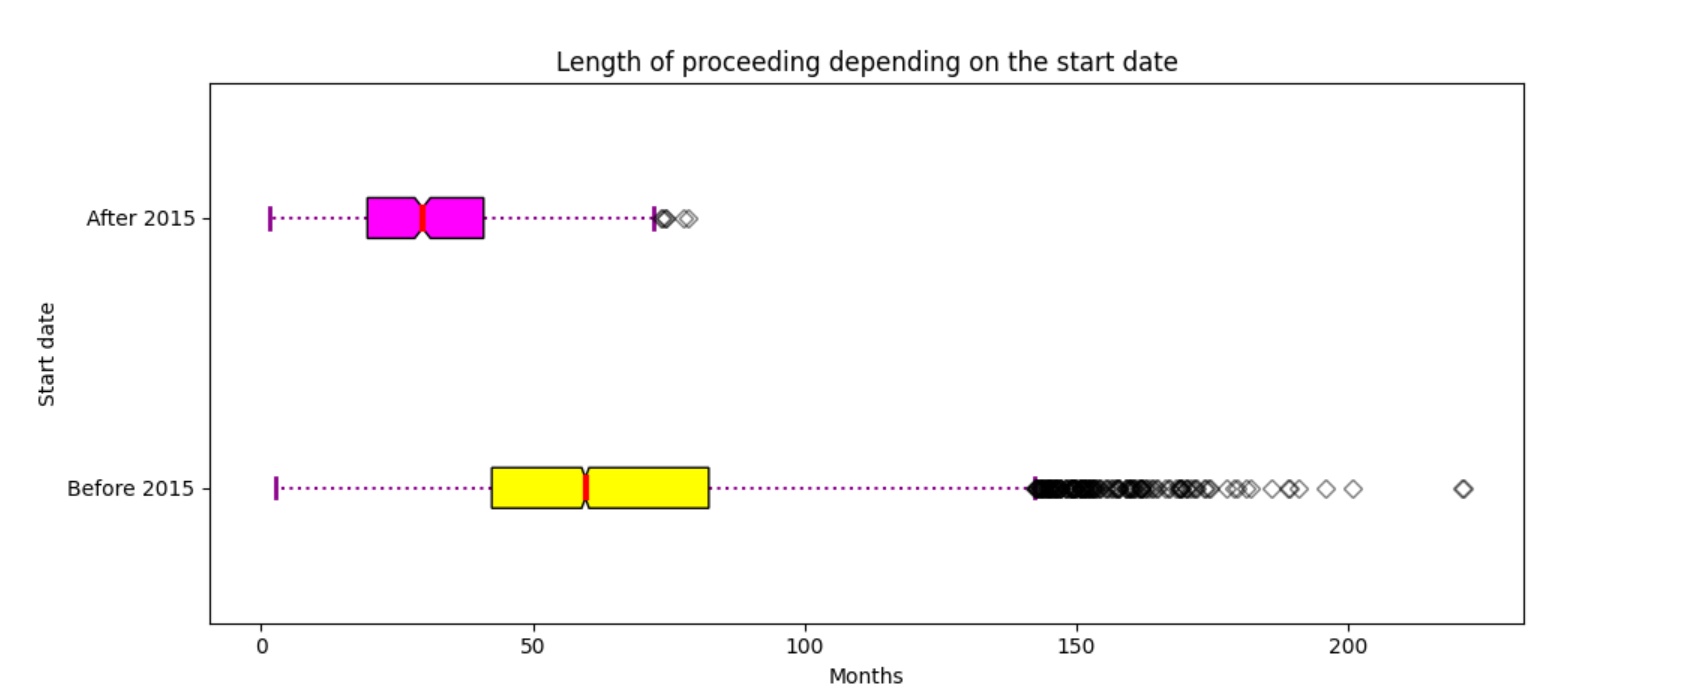 Length of proceeding depending on the start date
After 2015
Start date
Before 2015
0 50 100 150 200
Months